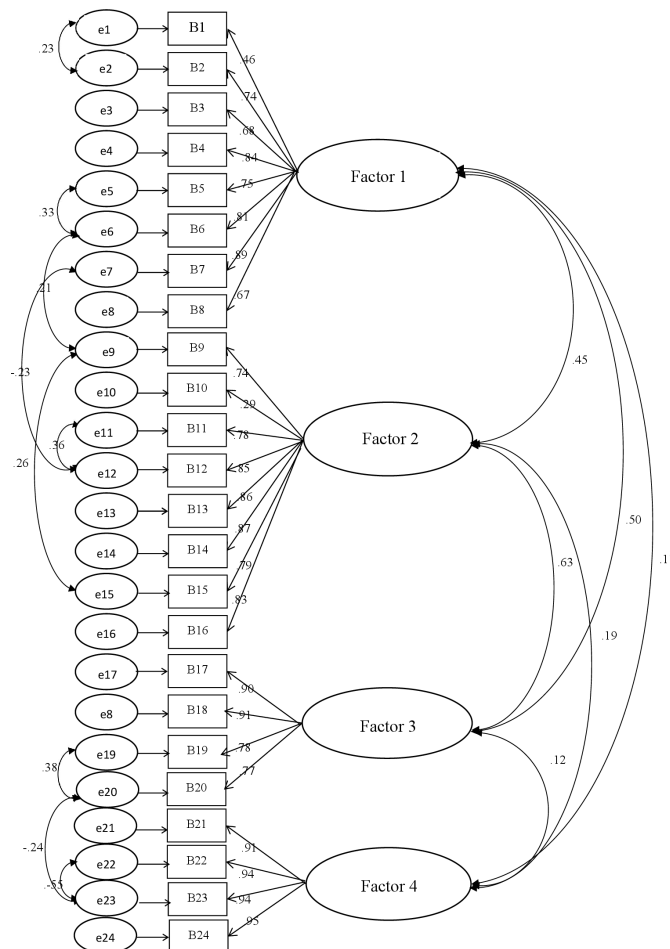 e1 B1
.23
.46
e2 B2
.74
e3 B3
.68
e4 B4
.84
Factor 1
e5 B5
.75
.33
.81
e6 B6
.89
e7 B7
.21
.67
e8 B8
e9 B9
.45
-.23
.74
e10 B10
.29
e11 B11
.78
Factor 2
.36
.26
e12 B12
.85
.86
e13 B13
.50
.87
e14 B14
.63
.1
.79
e15 B15
.83
e16 B16
.19
e17 B17
.90
e8 B18
.91
Factor 3
e19 B19
.78
.38
.77
.12
e20 B20
e21 B21
-.24
.91
e22 B22
.94
Factor 4
.-55
e23 B23
.94
.95
e24 B24